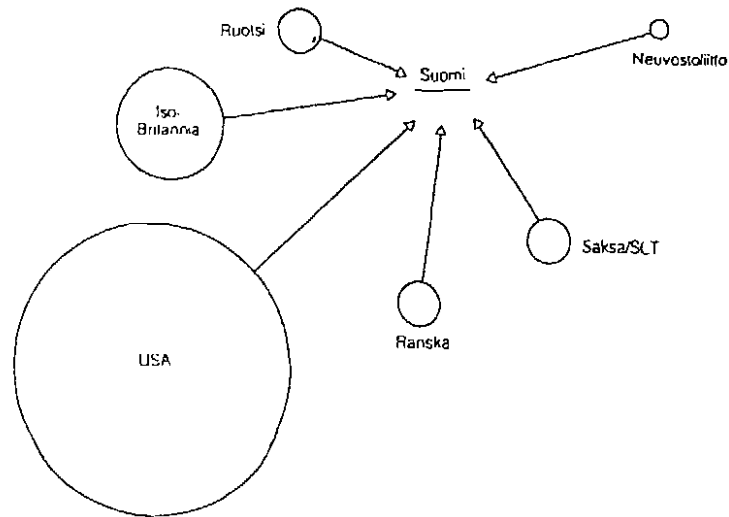 Ruotsi
Suomi
Neuvostoliitto
Iso-
Britannia
Saksa/SLT
Ranska
USA